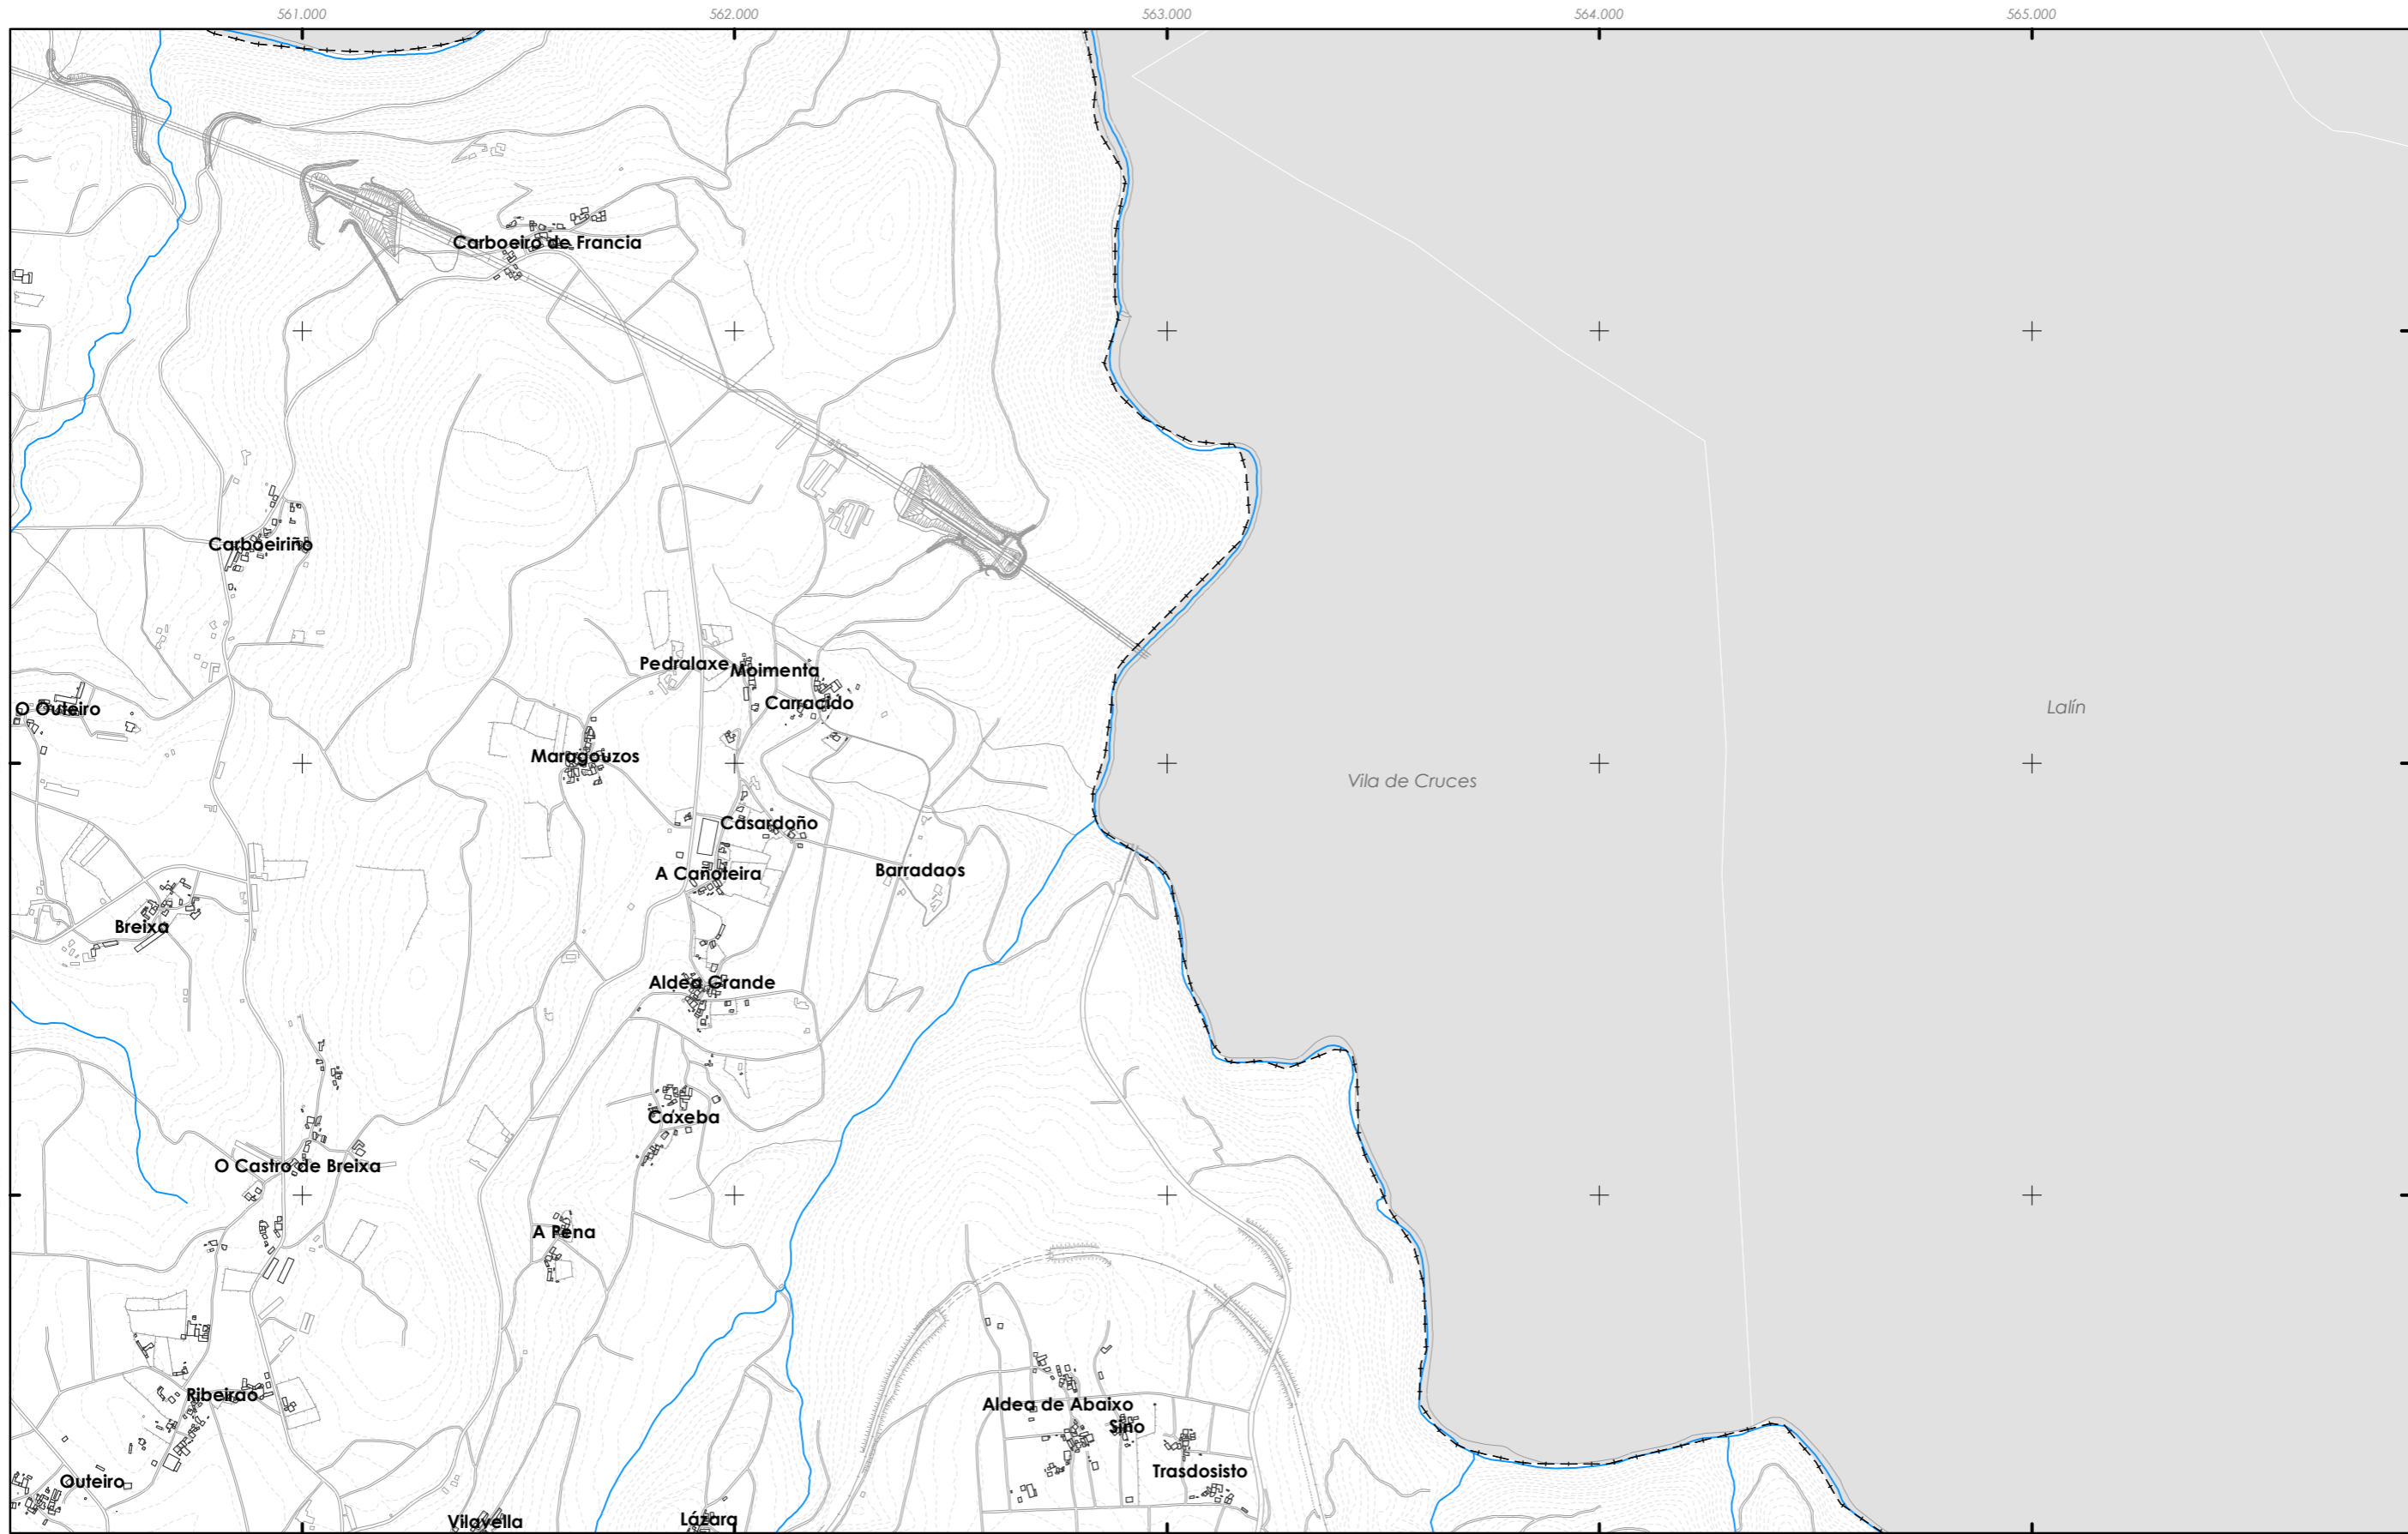 561.000
562.000
563.000
564.000
565.000
Carboeiro de Francia
Carboeiriño
Pedralaxe
Moimenta
Carracido
O Outeiro
Lalín
Maragouzos
Vila de Cruces
Casardoño
A Cañoteira
Barradaos
Breixa
Aldea Grande
Caxeba
O Castro de Breixa
A Pena
Ribeirao
Aldea de Abaixo
Sino
Trasdosisto
Outeiro
Vilavella
Lázara